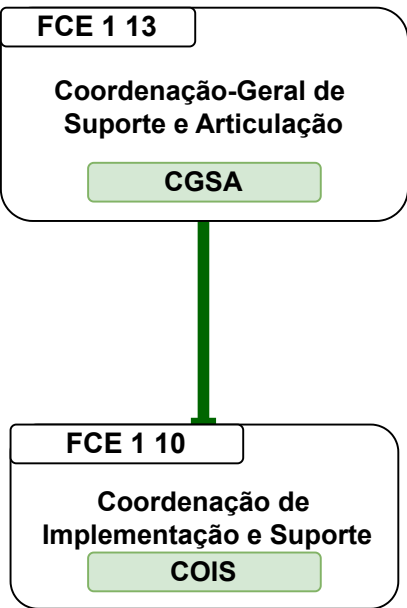 FCE 1 13
Coordenação-Geral de
Suporte e Articulação
CGSA
FCE 1 10
Coordenação de
Implementação e Suporte
COIS